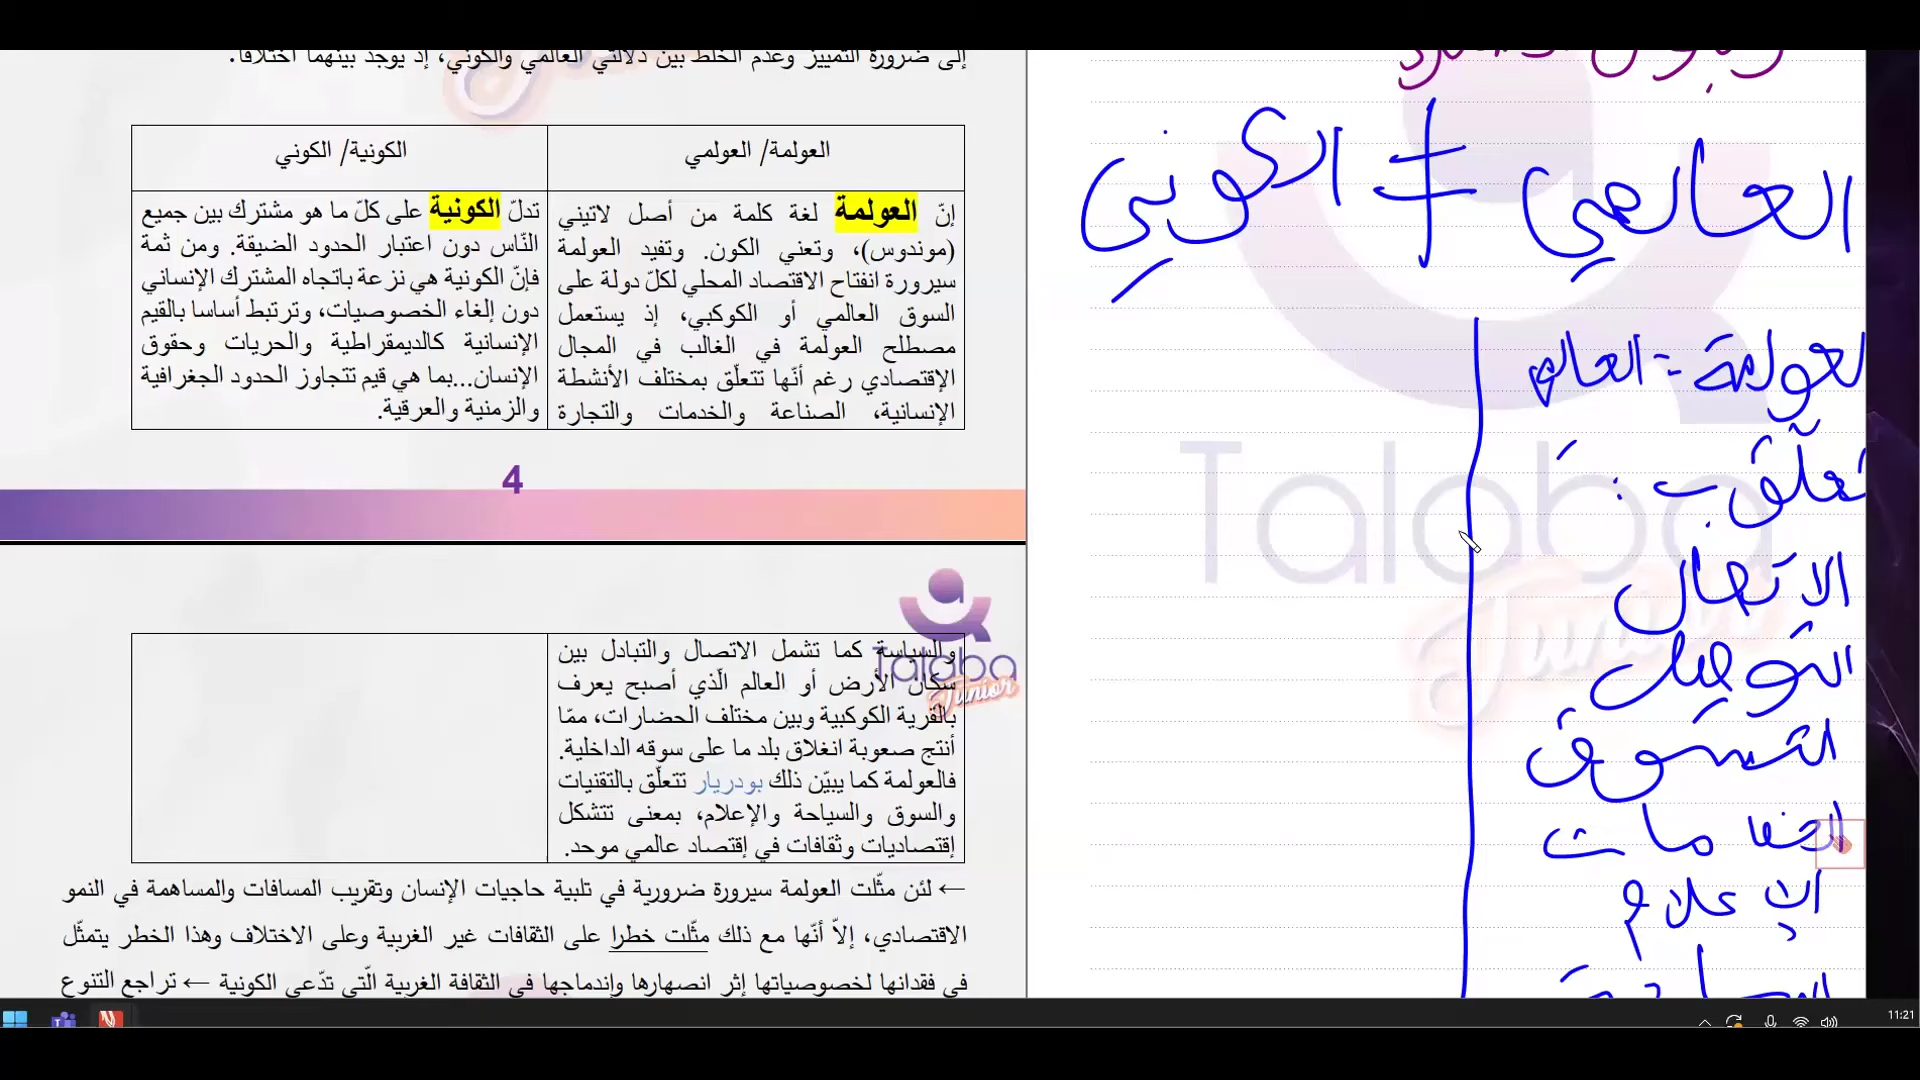 إلى ضرورة التمييز وعدم الخلط بين دلالتي العالمي والكوني، إذ يوجد بينهما اختلافا.
العولمة/ العولمي
الكونية/ الكوني
إنّ العولمة لغة كلمة من أصل لاتيني
(موندوس)، وتعني الكون. وتفيد العولمة
سيرورة انفتاح الاقتصاد المحلي لكلّ دولة على
السوق العالمي أو الكوكبي، إذ يستعمل
مصطلح العولمة في الغالب في المجال
الإقتصادي رغم أنّها تتعلّق بمختلف الأنشطة
الإنسانية، الصناعة والخدمات والتجارة
تدلّ الكونية على كلّ ما هو مشترك بين جميع
النّاس دون اعتبار الحدود الضيقة. ومن ثمة
فإنّ الكونية هي نزعة باتجاه المشترك الإنساني
دون إلغاء الخصوصيات، وترتبط أساسا بالقيم
الإنسانية كالديمقراطية والحريات وحقوق
الإنسان...بما هي قيم تتجاوز الحدود الجغرافية
والزمنية والعرقية.
4
Talaba
Junior
والسياسة كما تشمل الاتصال والتبادل بين
سكان الأرض أو العالم الّذي أصبح يعرف
بالقرية الكوكبية وبين مختلف الحضارات، ممّا
أنتج صعوبة انغلاق بلد ما على سوقه الداخلية.
فالعولمة كما يبيّن ذلك بودريار تتعلّق بالتقنيات
والسوق والسياحة والإعلام، بمعنى تتشكل
إقتصاديات وثقافات في إقتصاد عالمي موحد.
← لئن مثّلت العولمة سيرورة ضرورية في تلبية حاجيات الإنسان وتقريب المسافات والمساهمة في النمو
الاقتصادي، إلاّ أنّها مع ذلك مثّلت خطرا على الثقافات غير الغربية وعلى الاختلاف وهذا الخطر يتمثّل
في فقدانها لخصوصياتها إثر انصهارها وإندماجها في الثقافة الغربية الّتي تدّعي الكونية ← تراجع التنوع
العالمي ≠ الكوني
العولمة = العالم
تتعلّق بـ :
الاتصال
التوصيل
التسوق
الخدمات
الإعلام
Talaba
Junior
11:21